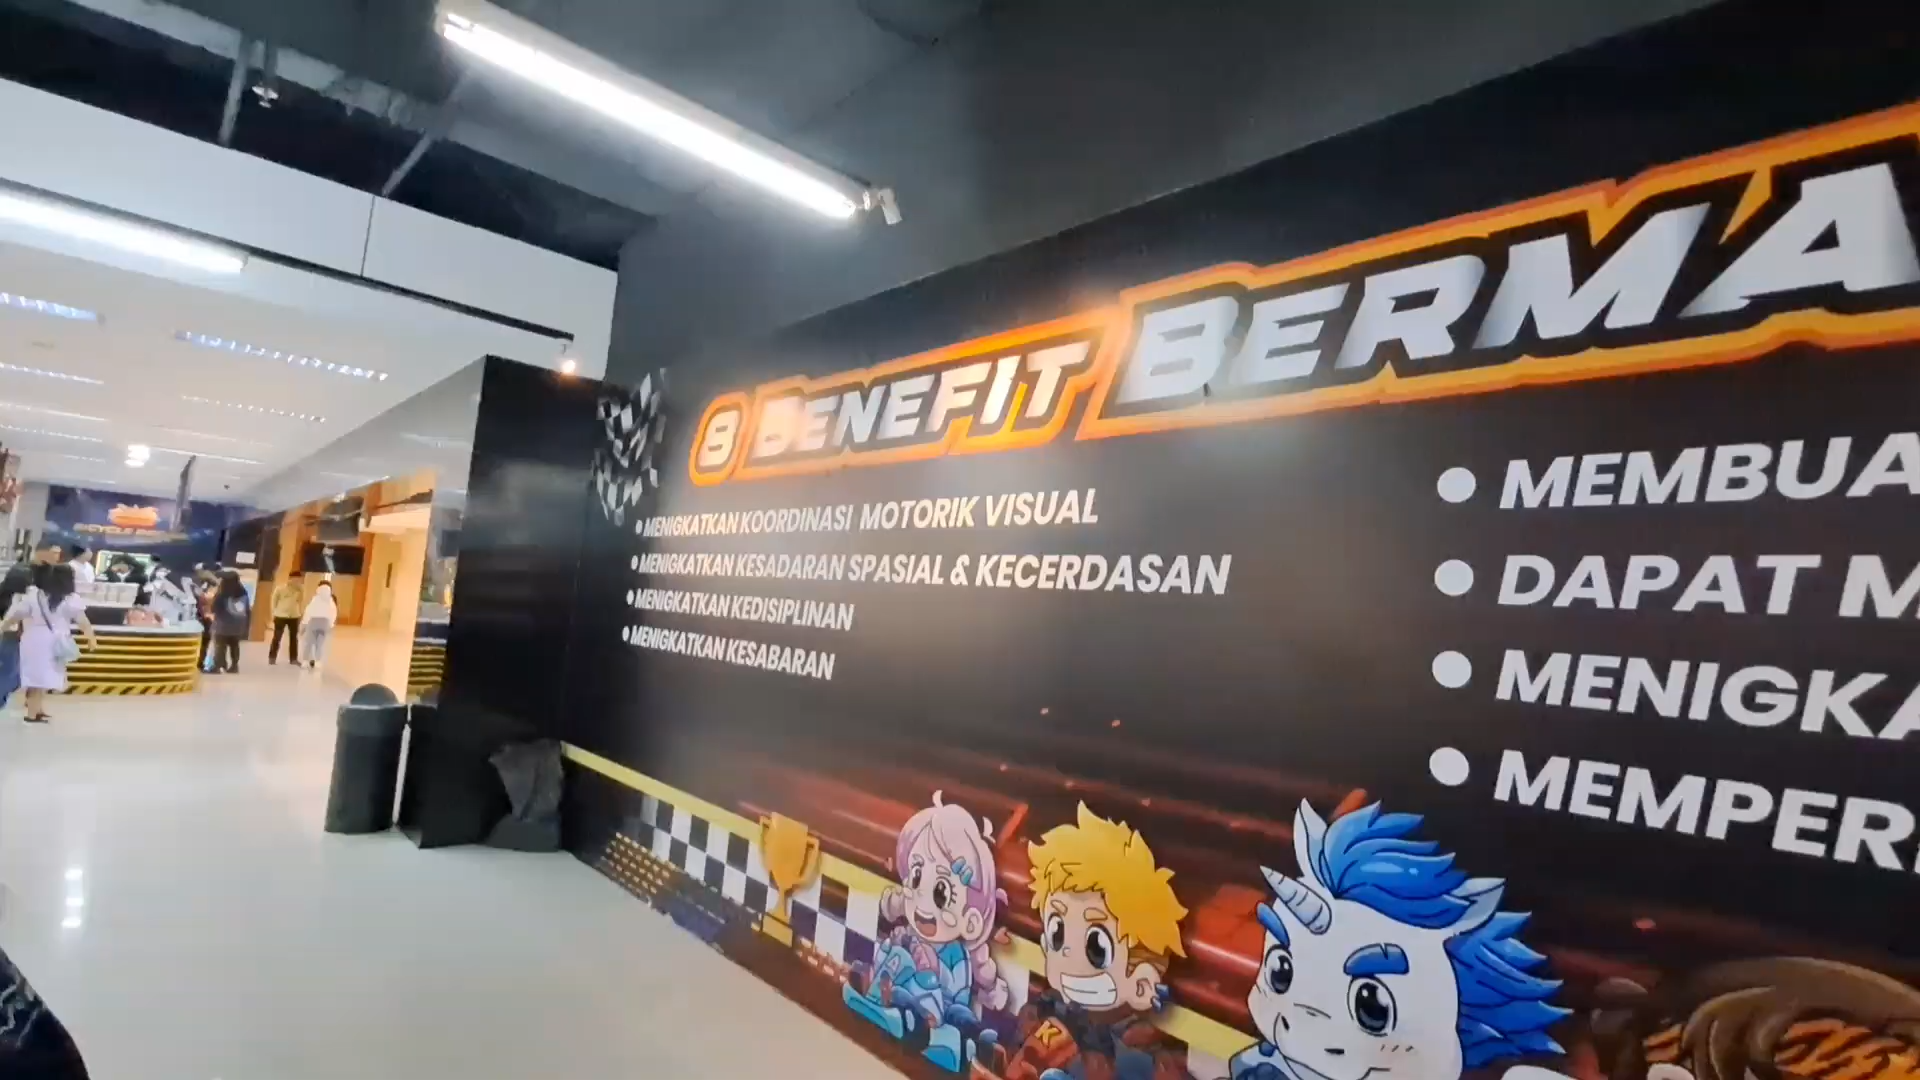 8 BENEFIT BERMA
• MENIGKATKAN KOORDINASI MOTORIK VISUAL
• MENIGKATKAN KESADARAN SPASIAL & KECERDASAN
• MENIGKATKAN KEDISIPLINAN
• MENIGKATKAN KESABARAN
• MEMBUA
• DAPAT M
• MENIGKA
• MEMPER
BICYCLE
K